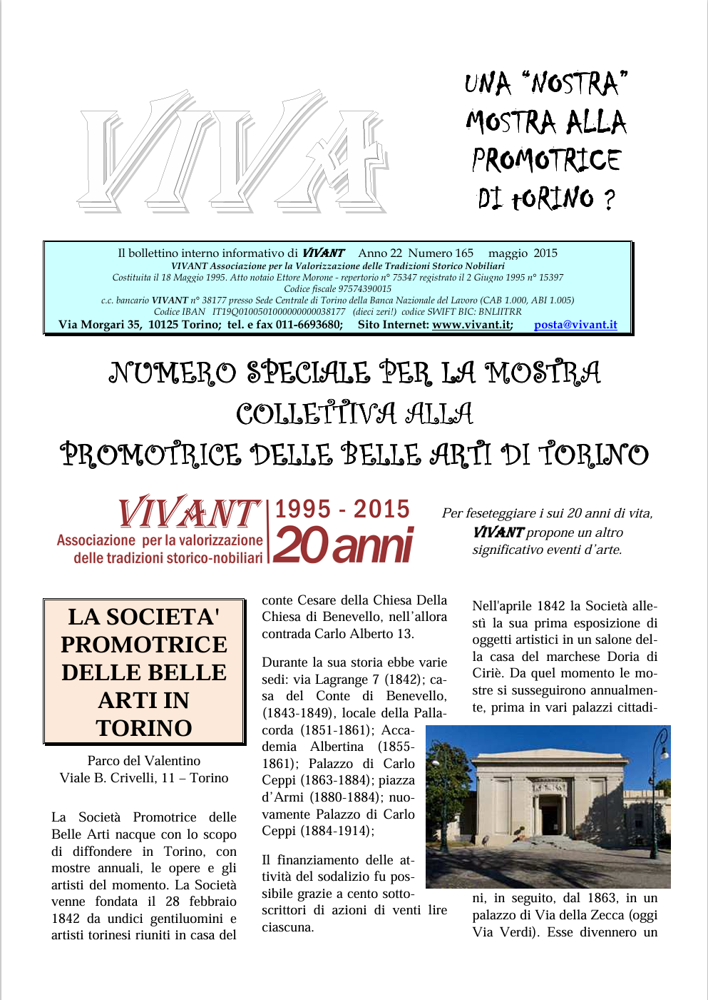 VIVA
UNA “NOSTRA”
MOSTRA ALLA
PROMOTRICE
DI tORINO ?
Il bollettino interno informativo di VIVANT Anno 22 Numero 165 maggio 2015
VIVANT Associazione per la Valorizzazione delle Tradizioni Storico Nobiliari
Costituita il 18 Maggio 1995. Atto notaio Ettore Morone - repertorio n° 75347 registrato il 2 Giugno 1995 n° 15397
Codice fiscale 97574390015
c.c. bancario VIVANT n° 38177 presso Sede Centrale di Torino della Banca Nazionale del Lavoro (CAB 1.000, ABI 1.005)
Codice IBAN IT19Q0100501000000000038177 (dieci zeri!) codice SWIFT BIC: BNLIITRR
Via Morgari 35, 10125 Torino; tel. e fax 011-6693680; Sito Internet: www.vivant.it; posta@vivant.it
NUMERO SPECIALE PER LA MOSTRA
COLLETTIVA ALLA
PROMOTRICE DELLE BELLE ARTI DI TORINO
VIVANT
Associazione per la valorizzazione
delle tradizioni storico-nobiliari
1995 - 2015
20 anni
Per feseteggiare i sui 20 anni di vita,
VIVANT propone un altro
significativo eventi d’arte.
LA SOCIETA'
PROMOTRICE
DELLE BELLE
ARTI IN
TORINO
Parco del Valentino
Viale B. Crivelli, 11 – Torino
La Società Promotrice delle
Belle Arti nacque con lo scopo
di diffondere in Torino, con
mostre annuali, le opere e gli
artisti del momento. La Società
venne fondata il 28 febbraio
1842 da undici gentiluomini e
artisti torinesi riuniti in casa del
conte Cesare della Chiesa Della
Chiesa di Benevello, nell’allora
contrada Carlo Alberto 13.
Durante la sua storia ebbe varie
sedi: via Lagrange 7 (1842); ca-
sa del Conte di Benevello,
(1843-1849), locale della Palla-
corda (1851-1861); Acca-
demia Albertina (1855-
1861); Palazzo di Carlo
Ceppi (1863-1884); piazza
d’Armi (1880-1884); nuo-
vamente Palazzo di Carlo
Ceppi (1884-1914);
Il finanziamento delle at-
tività del sodalizio fu pos-
sibile grazie a cento sotto-
scrittori di azioni di venti lire
ciascuna.
Nell'aprile 1842 la Società alle-
stì la sua prima esposizione di
oggetti artistici in un salone del-
la casa del marchese Doria di
Ciriè. Da quel momento le mo-
stre si susseguirono annualmen-
te, prima in vari palazzi cittadi-
ni, in seguito, dal 1863, in un
palazzo di Via della Zecca (oggi
Via Verdi). Esse divennero un